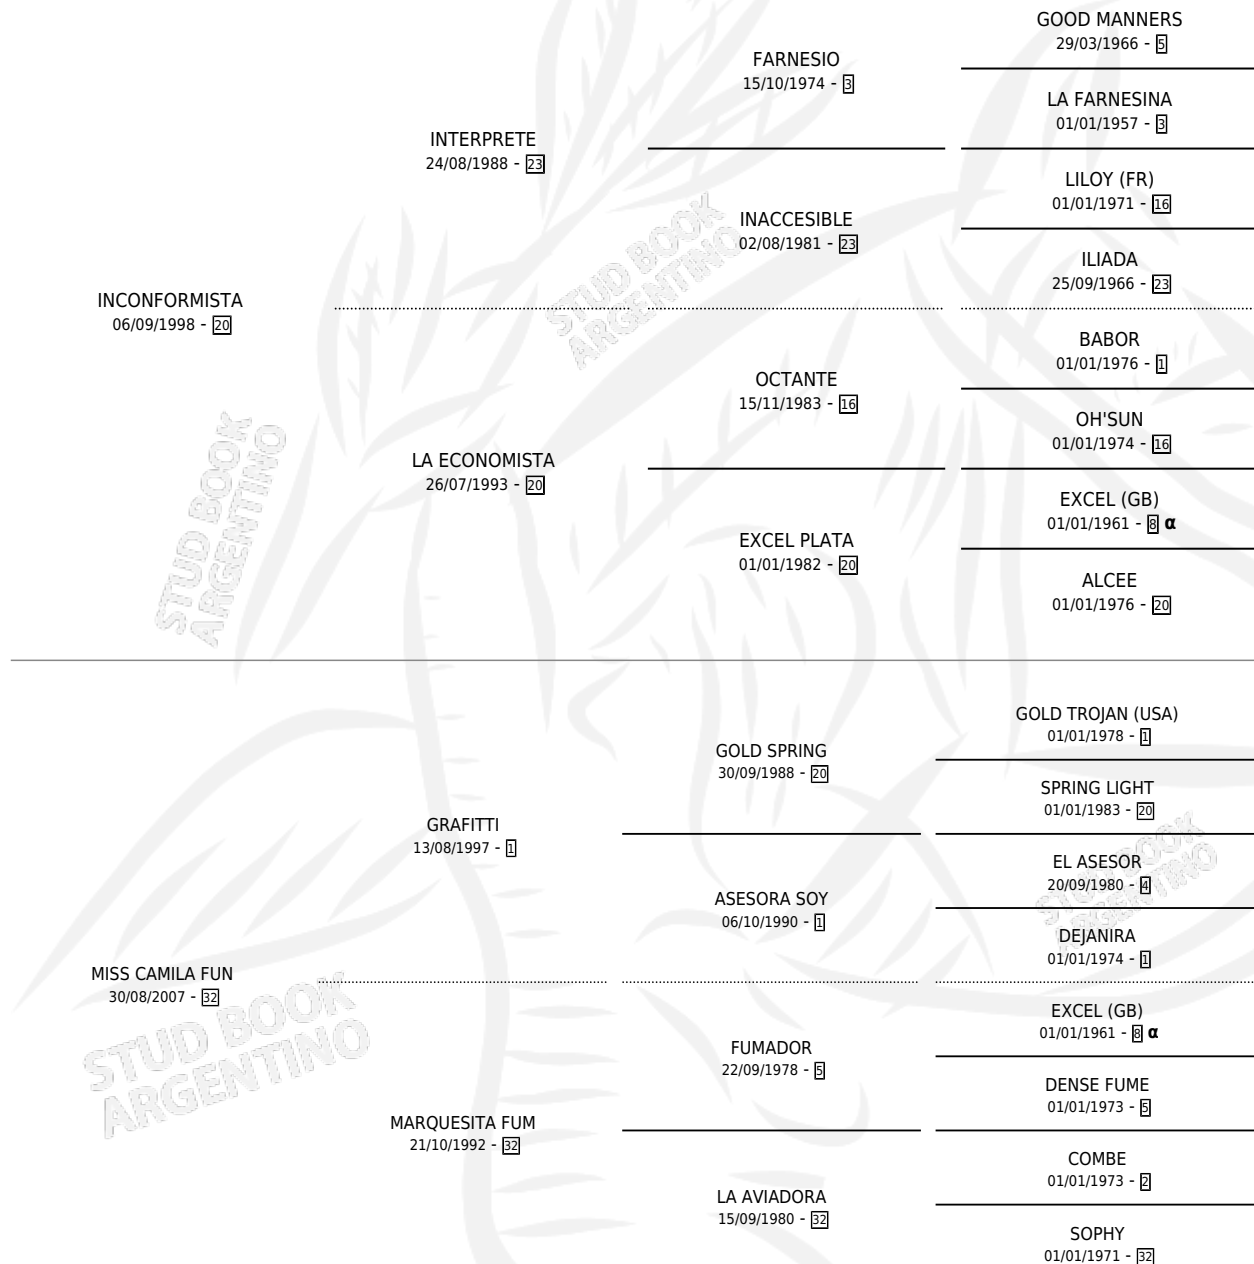 GOOD MANNERS
29/03/1966 - 5
FARNESIO
15/10/1974 - 3
LA FARNESINA
01/01/1957 - 3
INTERPRETE
24/08/1988 - 23
LILOY (FR)
01/01/1971 - 16
INACCESIBLE
02/08/1981 - 23
ILIADA
25/09/1966 - 23
INCONFORMISTA
06/09/1998 - 20
BABOR
01/01/1976 - 1
OCTANTE
15/11/1983 - 16
OH'SUN
01/01/1974 - 16
LA ECONOMISTA
26/07/1993 - 20
EXCEL (GB)
01/01/1961 - 8 α
EXCEL PLATA
01/01/1982 - 20
ALCEE
01/01/1976 - 20
GOLD TROJAN (USA)
01/01/1978 - 1
GOLD SPRING
30/09/1988 - 20
SPRING LIGHT
01/01/1983 - 20
GRAFITTI
13/08/1997 - 1
EL ASESOR
20/09/1980 - 4
ASESORA SOY
06/10/1990 - 1
DEJANIRA
01/01/1974 - 1
MISS CAMILA FUN
30/08/2007 - 32
EXCEL (GB)
01/01/1961 - 8 α
FUMADOR
22/09/1978 - 5
DENSE FUME
01/01/1973 - 5
MARQUESITA FUM
21/10/1992 - 32
COMBE
01/01/1973 - 2
LA AVIADORA
15/09/1980 - 32
SOPHY
01/01/1971 - 32
STUD BOOK
ARGENTINO
STUD BOOK
ARGENTINO
STUD BOOK
ARGENTINO
STUD BOOK
ARGENTINO